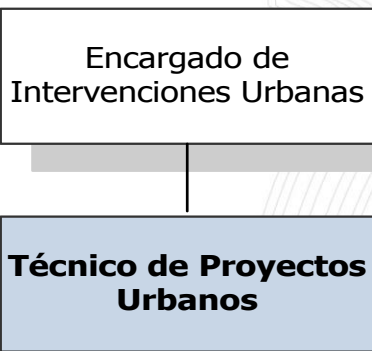 Encargado de
Intervenciones Urbanas
Técnico de Proyectos
Urbanos